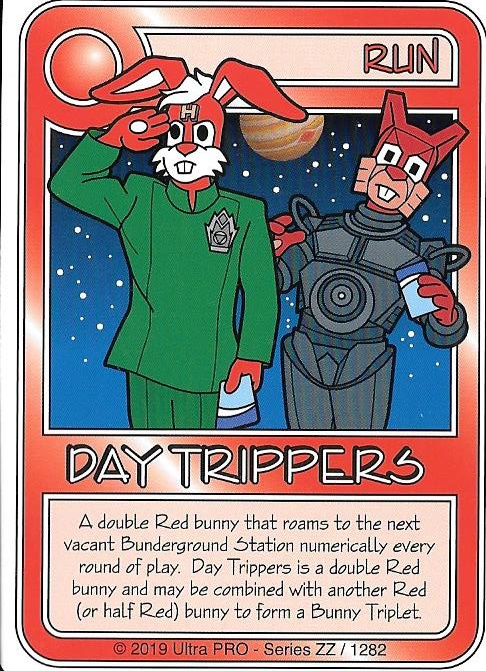 RUN
H
DAY TRIPPERS
A double Red bunny that roams to the next
vacant Bunderground Station numerically every
round of play. Day Trippers is a double Red
bunny and may be combined with another Red
(or half Red) bunny to form a Bunny Triplet.
© 2019 Ultra PRO - Series ZZ / 1282